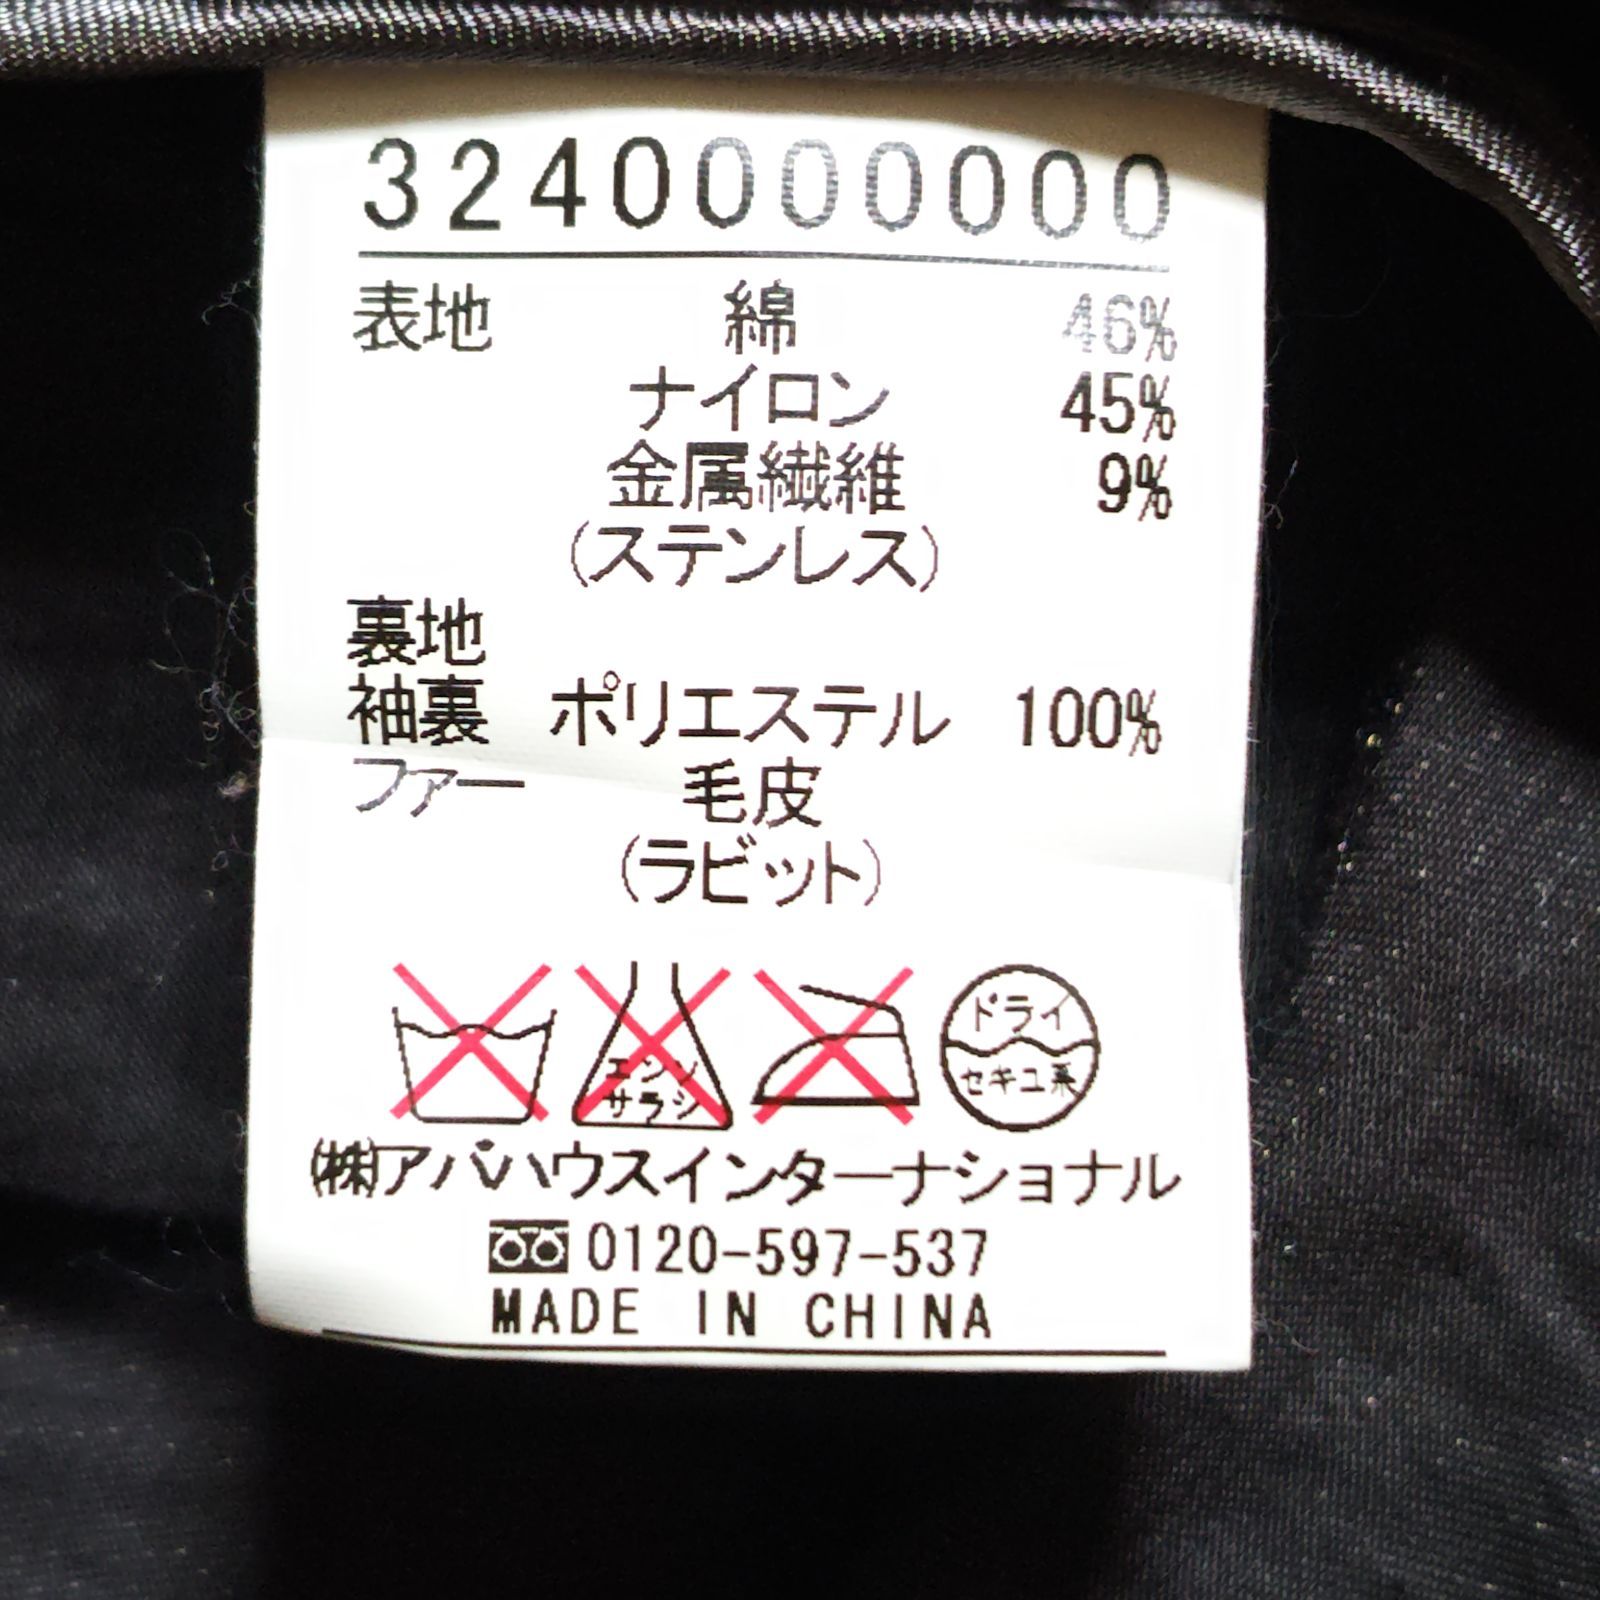 3240000000
表地 綿 46%
ナイロン 45%
金属繊維 9%
(ステンレス)
裏地
袖裏 ポリエステル 100%
ファー 毛皮
(ラビット)
エンソ
サラシ
ドライ
セキユ系
(株)アバハウスインターナショナル
0120-597-537
MADE IN CHINA